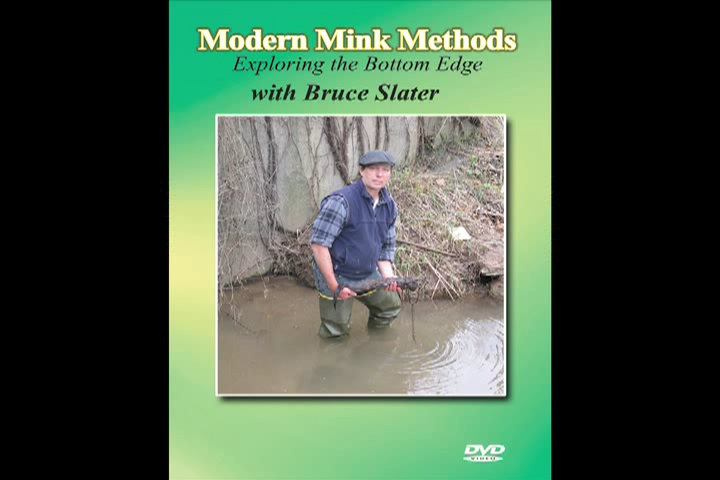 Modern Mink Methods
Exploring the Bottom Edge
with Bruce Slater
DVD
VIDEO